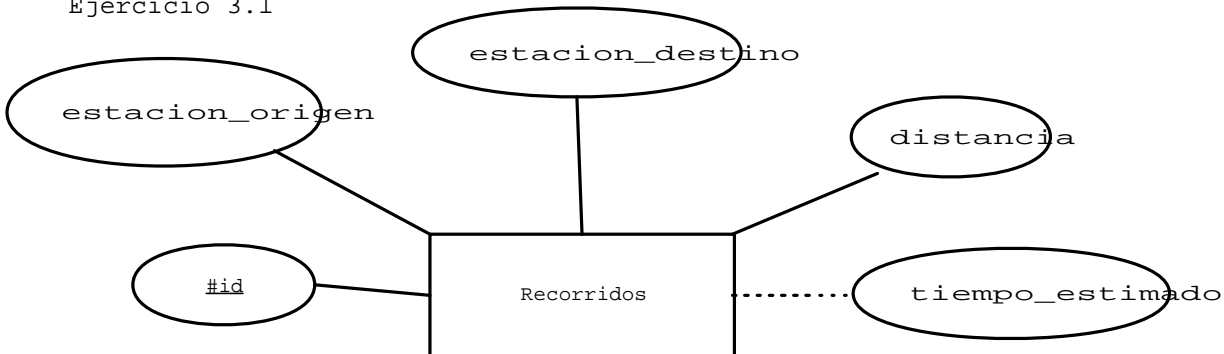 Ejercicio 3.1
estacion_destino
estacion_origen
distancia
#id
Recorridos
tiempo_estimado